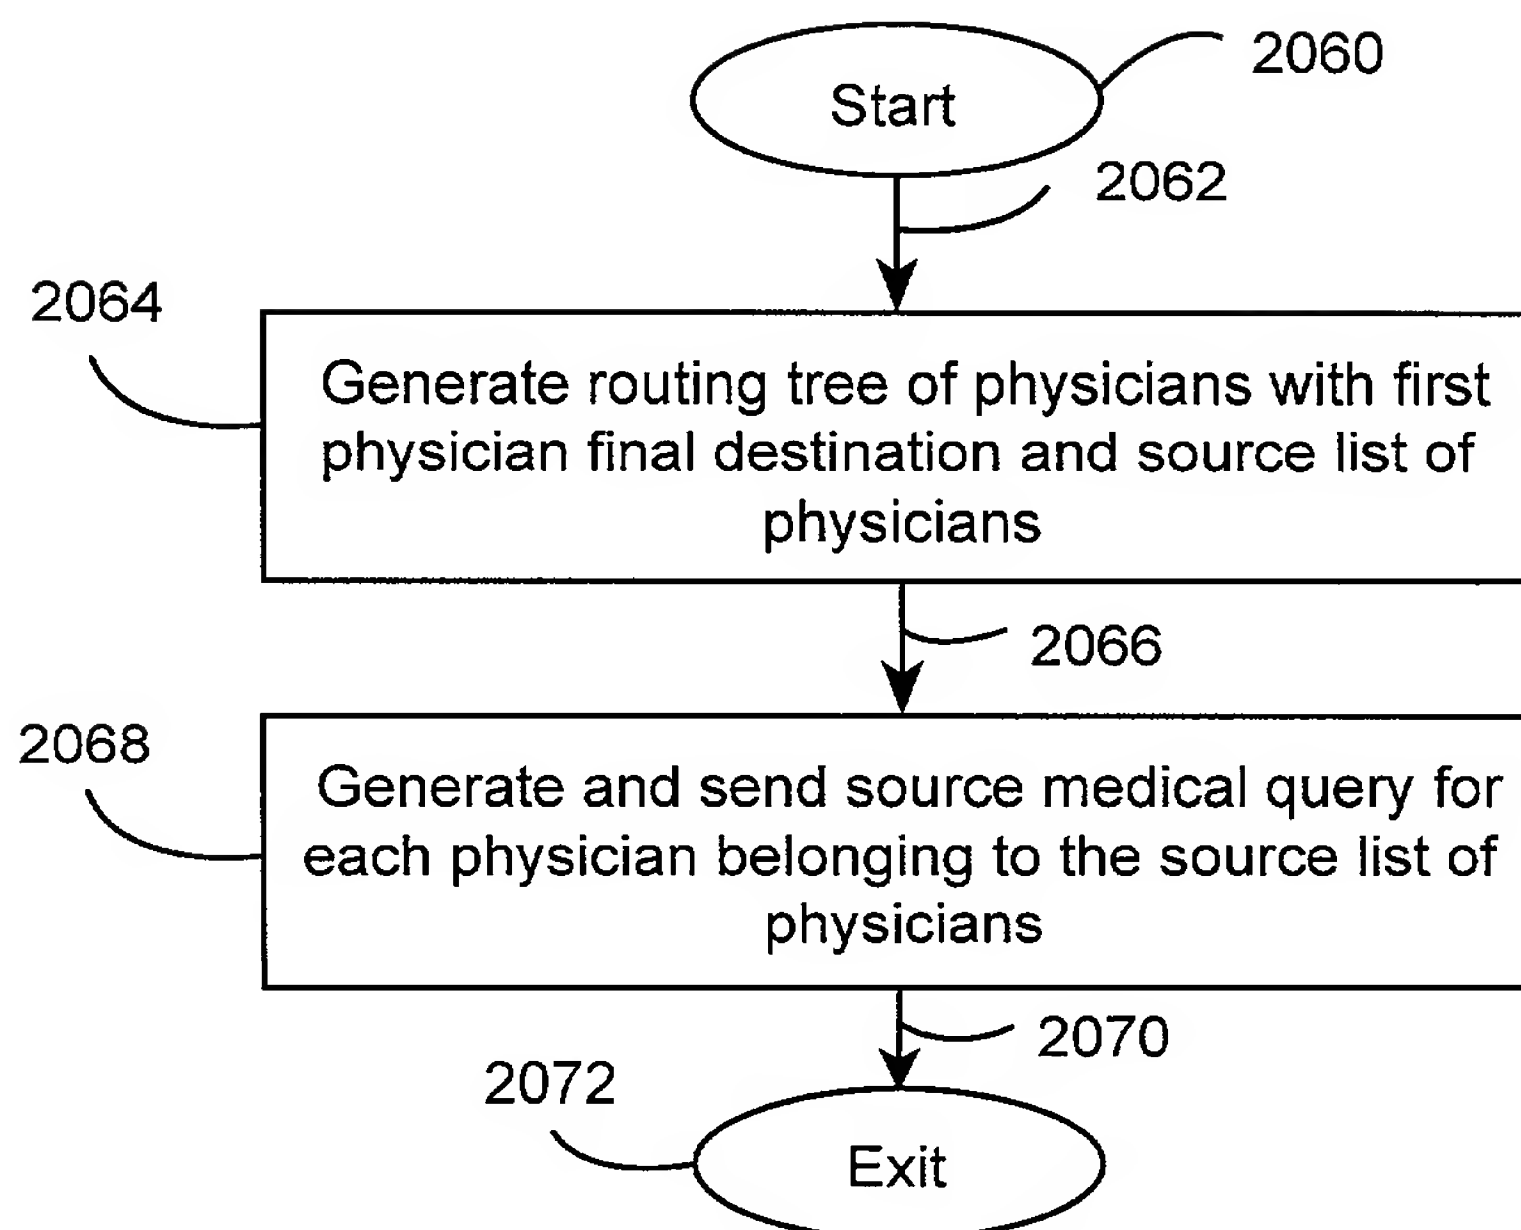 Start
2060
2062
2064
Generate routing tree of physicians with first
physician final destination and source list of
physicians
2066
2068
Generate and send source medical query for
each physician belonging to the source list of
physicians
2070
2072
Exit